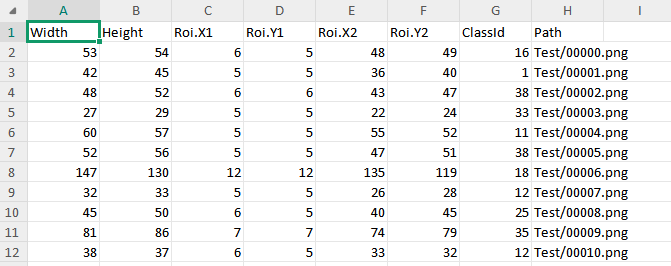 A B C D E F G H I
1 Width Height Roi.X1 Roi.Y1 Roi.X2 Roi.Y2 ClassId Path
2 53 54 6 5 48 49 16 Test/00000.png
3 42 45 5 5 36 40 1 Test/00001.png
4 48 52 6 6 43 47 38 Test/00002.png
5 27 29 5 5 22 24 33 Test/00003.png
6 60 57 5 5 55 52 11 Test/00004.png
7 52 56 5 5 47 51 38 Test/00005.png
8 147 130 12 12 135 119 18 Test/00006.png
9 32 33 5 5 26 28 12 Test/00007.png
10 45 50 6 5 40 45 25 Test/00008.png
11 81 86 7 7 74 79 35 Test/00009.png
12 38 37 6 5 33 32 12 Test/00010.png